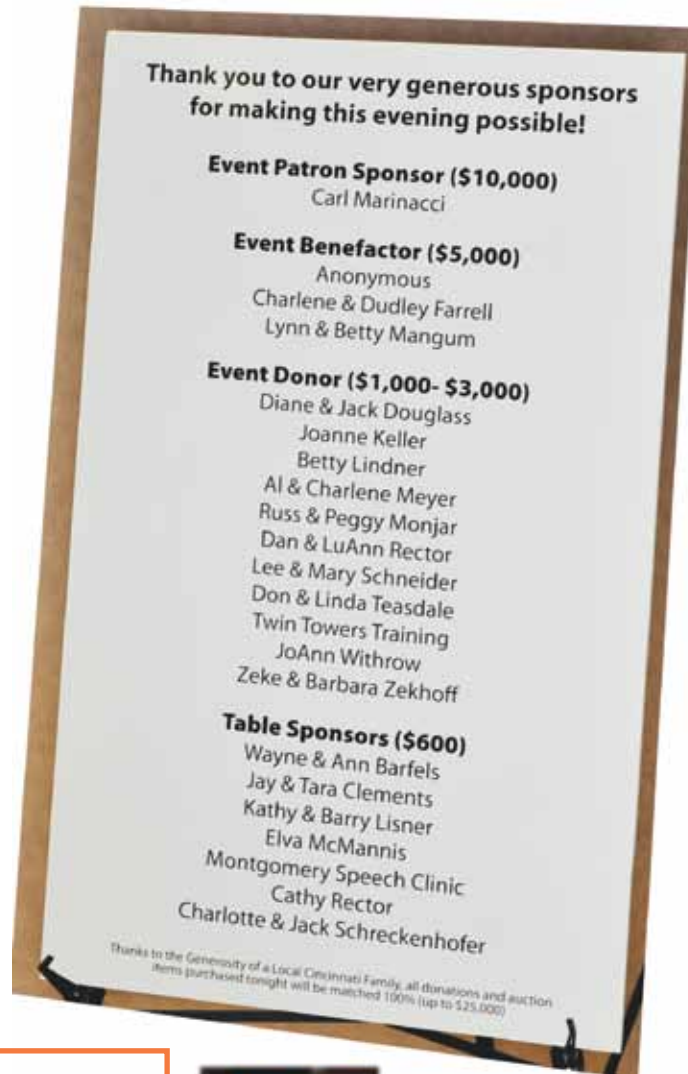 Thank you to our very generous sponsors
for making this evening possible!
Event Patron Sponsor ($10,000)
Carl Marinacci
Event Benefactor ($5,000)
Anonymous
Charlene & Dudley Farrell
Lynn & Betty Mangum
Event Donor ($1,000- $3,000)
Diane & Jack Douglass
Joanne Keller
Betty Lindner
Al & Charlene Meyer
Russ & Peggy Monjar
Dan & LuAnn Rector
Lee & Mary Schneider
Don & Linda Teasdale
Twin Towers Training
JoAnn Withrow
Zeke & Barbara Zekhoff
Table Sponsors ($600)
Wayne & Ann Barfels
Jay & Tara Clements
Kathy & Barry Lisner
Elva McMannis
Montgomery Speech Clinic
Cathy Rector
Charlotte & Jack Schreckenhofer
Thanks to the Generosity of a Local Cincinnati Family, all donations and auction
items purchased tonight will be matched 100% (up to $25,000)